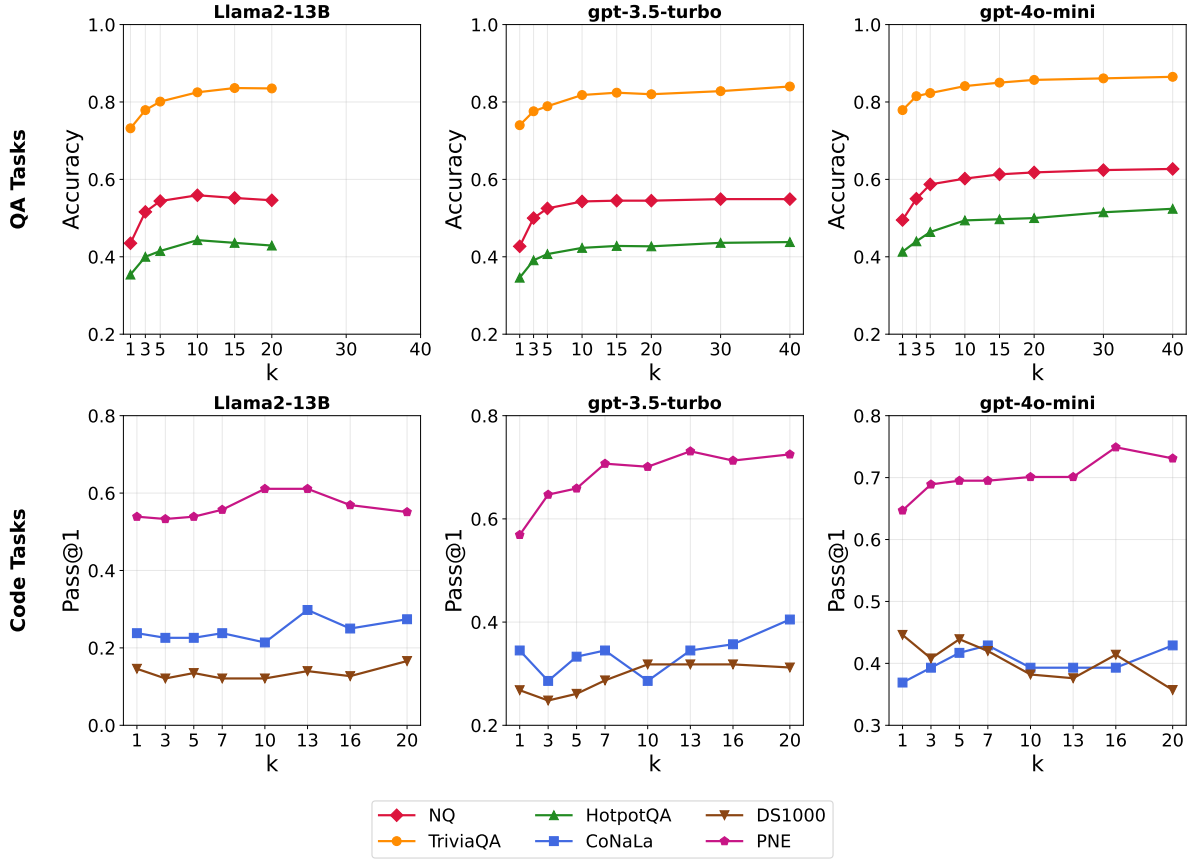 Llama2-13B
gpt-3.5-turbo
gpt-4o-mini
QA Tasks
Accuracy
1.0
0.8
0.6
0.4
0.2
1 3 5 10 15 20 30 40
k
Accuracy
1.0
0.8
0.6
0.4
0.2
1 3 5 10 15 20 30 40
k
Accuracy
1.0
0.8
0.6
0.4
0.2
1 3 5 10 15 20 30 40
k
Llama2-13B
gpt-3.5-turbo
gpt-4o-mini
Code Tasks
Pass@1
0.8
0.6
0.4
0.2
0.0
1 3 5 7 10 13 16 20
k
Pass@1
0.8
0.6
0.4
0.2
1 3 5 7 10 13 16 20
k
Pass@1
0.8
0.7
0.6
0.5
0.4
0.3
1 3 5 7 10 13 16 20
k
NQ
HotpotQA
DS1000
TriviaQA
CoNaLa
PNE